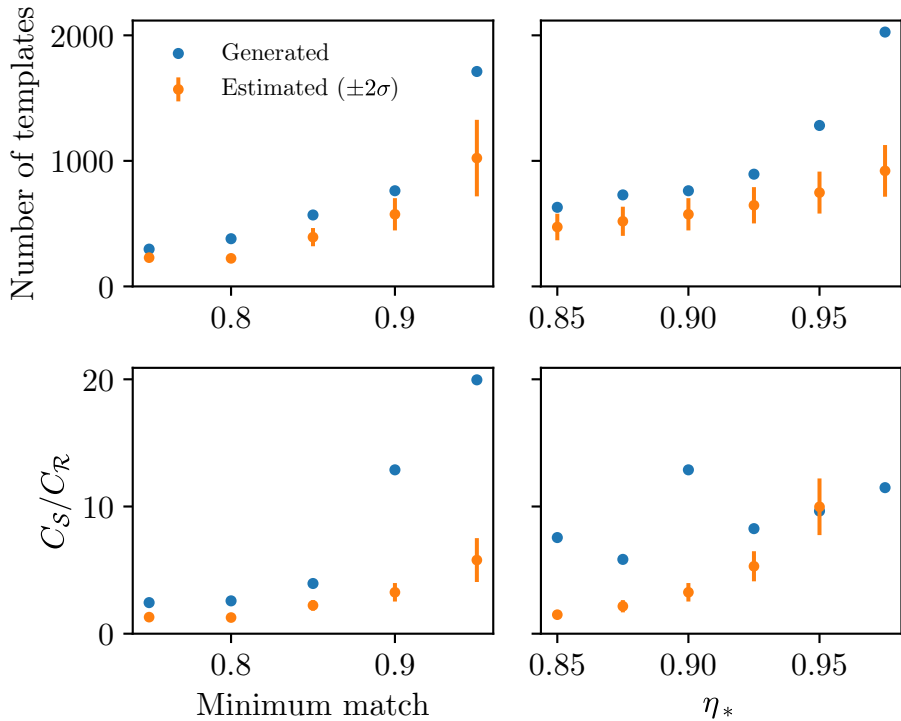 Number of templates
2000
1000
0
Generated
Estimated (±2σ)
0.8
0.9
0.85
0.90
0.95
C_S/C_R
20
10
0
0.8
0.9
Minimum match
0.85
0.90
0.95
η_*